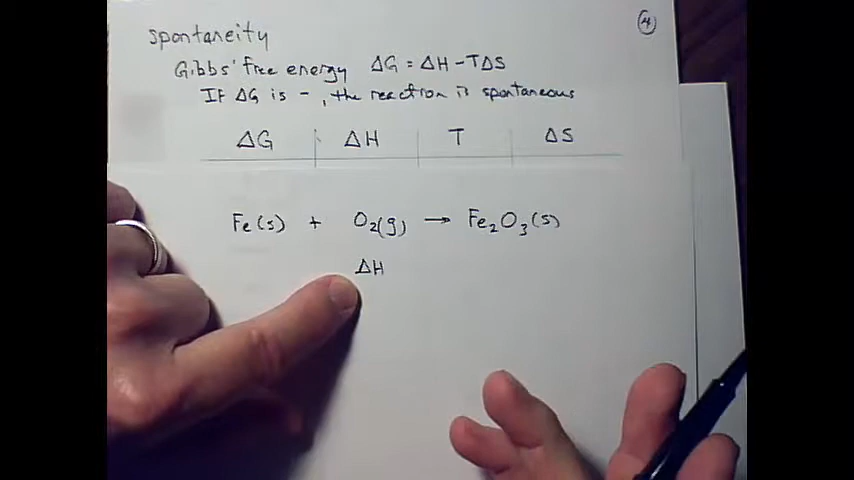 ④
spontaneity
Gibbs' free energy ΔG = ΔH - TΔS
If ΔG is - , the reaction is spontaneous
ΔG ΔH T ΔS
Fe(s) + O₂(g) → Fe₂O₃(s)
ΔH